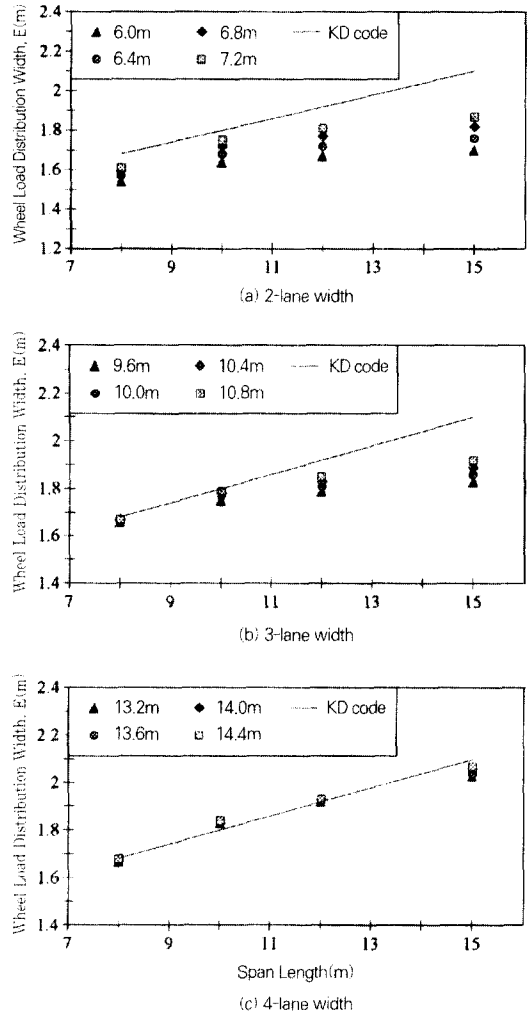 2.4
2.2
2.0
1.8
1.6
1.4
1.2
Wheel Load Distribution Width, E(m)
6.0m
6.8m
KD code
6.4m
7.2m
7
9
11
13
15
(a) 2-lane width
2.4
2.2
2
1.8
1.6
1.4
Wheel Load Distribution Width, E(m)
9.6m
10.4m
KD code
10.0m
10.8m
7
9
11
13
15
(b) 3-lane width
2.4
2.2
2
1.8
1.6
1.4
Wheel Load Distribution Width, E(m)
13.2m
14.0m
KD code
13.6m
14.4m
7
9
11
13
15
Span Length(m)
(c) 4-lane width